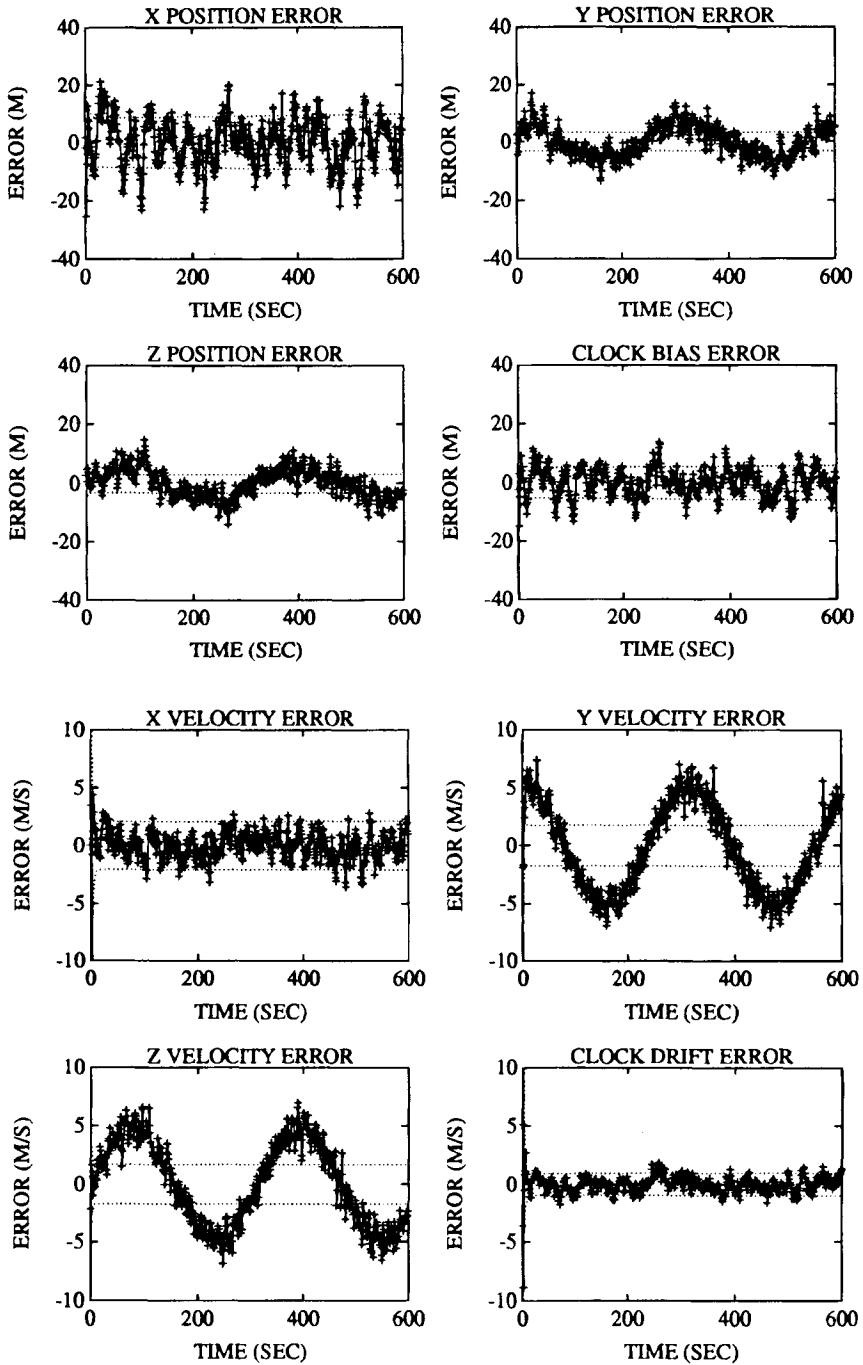 X POSITION ERROR
ERROR (M)
40
20
0
-20
-40
0 200 400 600
TIME (SEC)
Y POSITION ERROR
ERROR (M)
40
20
0
-20
-40
0 200 400 600
TIME (SEC)
Z POSITION ERROR
ERROR (M)
40
20
0
-20
-40
0 200 400 600
TIME (SEC)
CLOCK BIAS ERROR
ERROR (M)
40
20
0
-20
-40
0 200 400 600
TIME (SEC)
X VELOCITY ERROR
ERROR (M/S)
10
5
0
-5
-10
0 200 400 600
TIME (SEC)
Y VELOCITY ERROR
ERROR (M/S)
10
5
0
-5
-10
0 200 400 600
TIME (SEC)
Z VELOCITY ERROR
ERROR (M/S)
10
5
0
-5
-10
0 200 400 600
TIME (SEC)
CLOCK DRIFT ERROR
ERROR (M/S)
10
5
0
-5
-10
0 200 400 600
TIME (SEC)